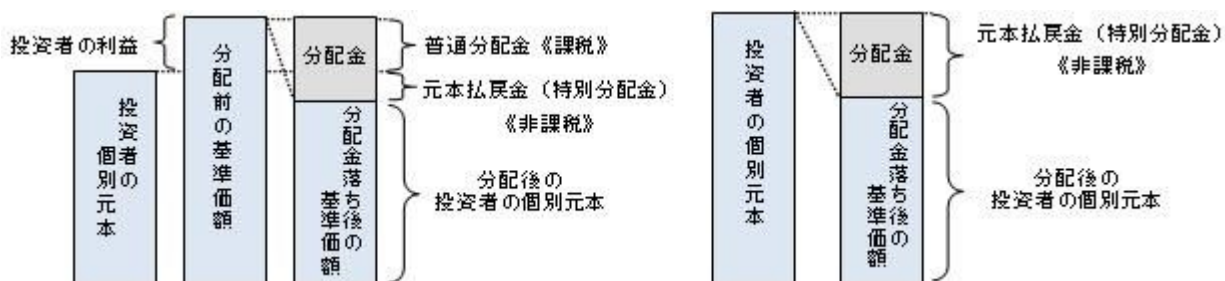 投資者の利益
投資者の
個別元本
分配前の基準価額
分配金
分配金落ち後の
基準価額
普通分配金《課税》
元本払戻金（特別分配金）
《非課税》
分配後の
投資者の個別元本
投資者の個別元本
分配金
分配金落ち後の
基準価額
元本払戻金（特別分配金）
《非課税》
分配後の
投資者の個別元本